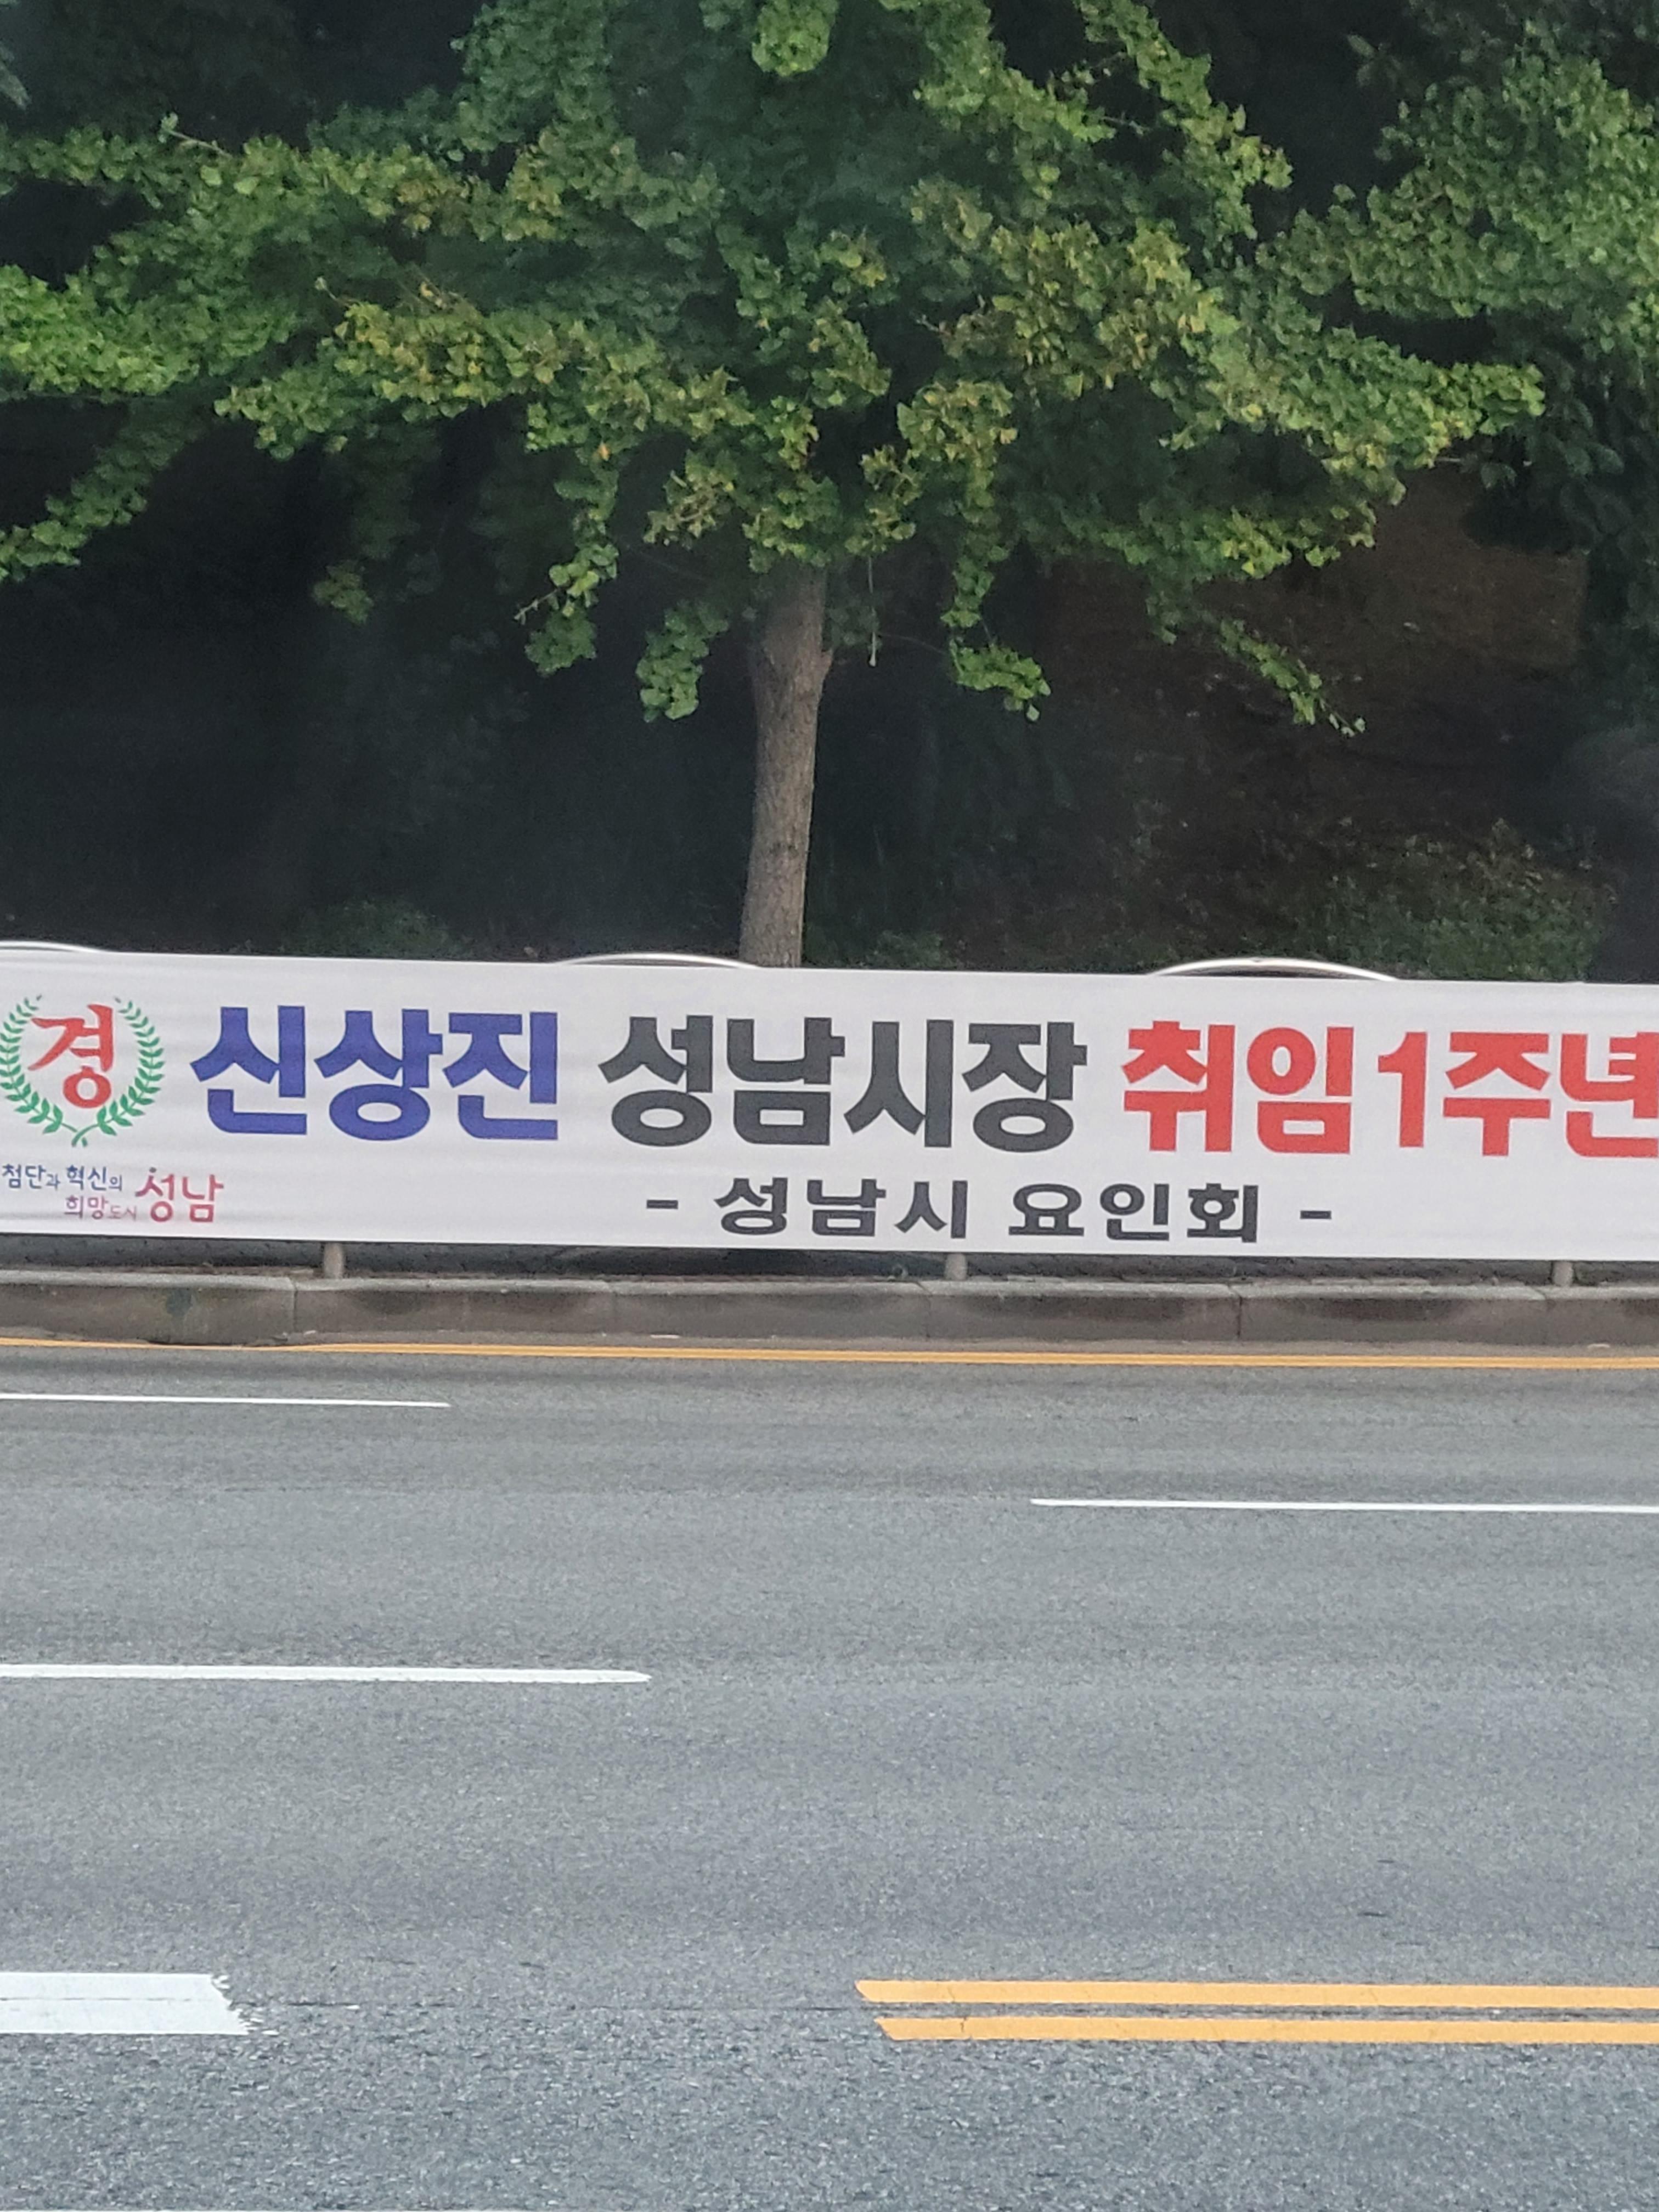 경 신상진 성남시장 취임1주년
첨단과 혁신의
희망도시 성남
- 성남시 요인회 -